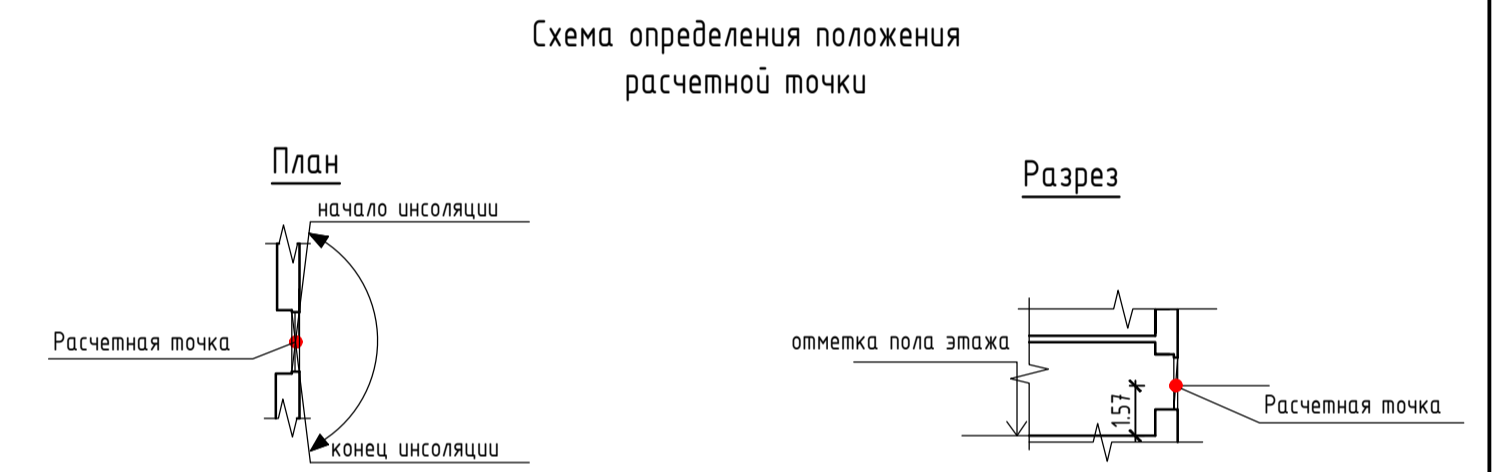 Схема определения положения
расчетной точки
План
начало инсоляции
Расчетная точка
конец инсоляции
Разрез
отметка пола этажа
1.57
Расчетная точка